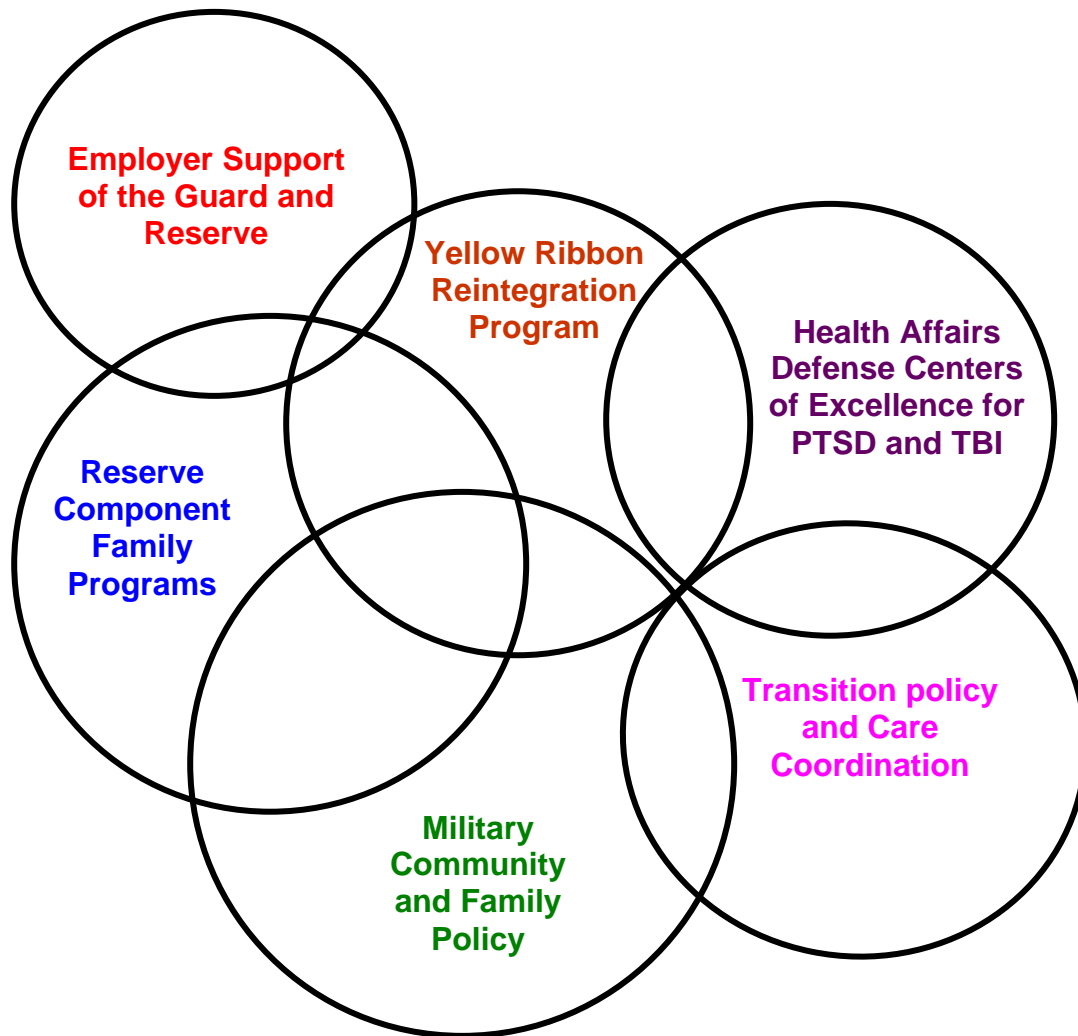 Employer Support
of the Guard and
Reserve
Yellow Ribbon
Reintegration
Program
Health Affairs
Defense Centers
of Excellence for
PTSD and TBI
Reserve
Component
Family
Programs
Transition policy
and Care
Coordination
Military
Community
and Family
Policy